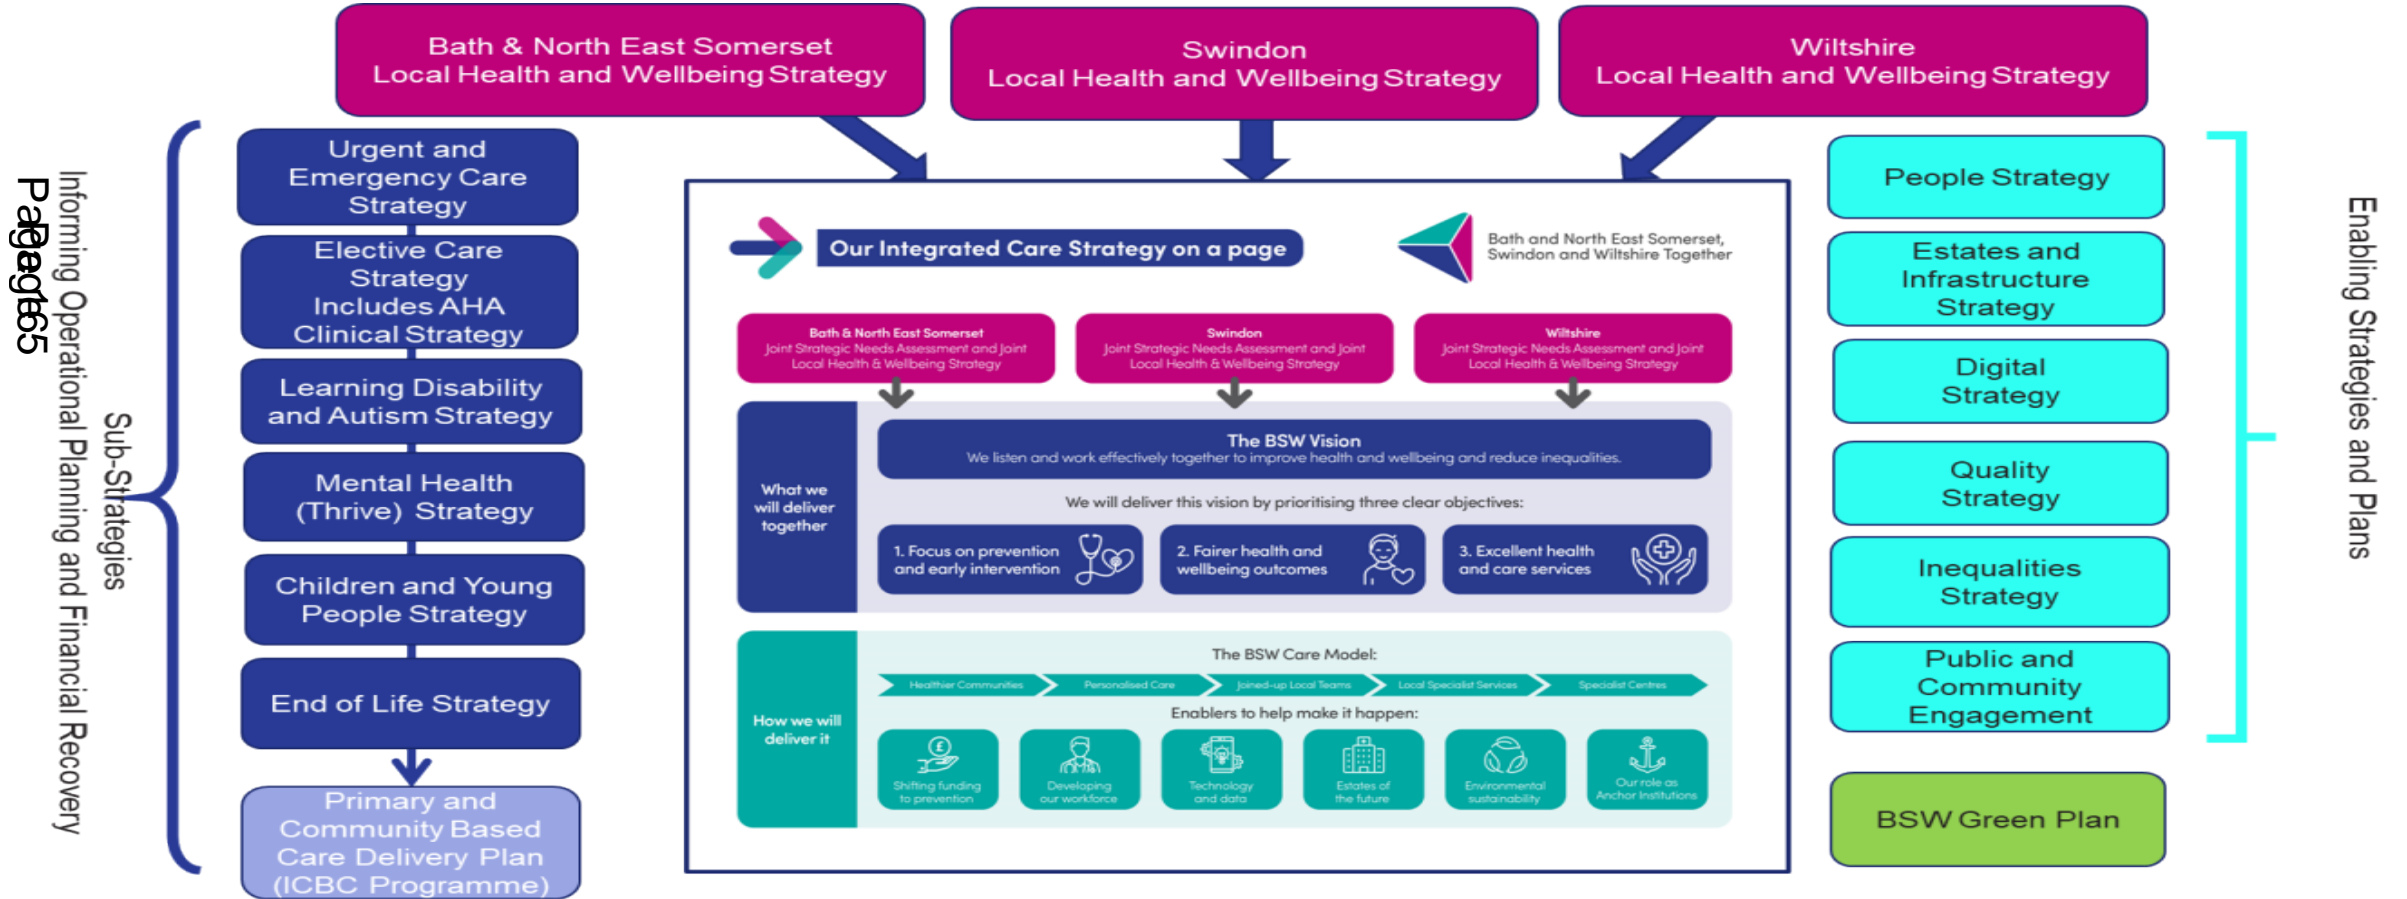 Bath & North East Somerset
Local Health and Wellbeing Strategy
Swindon
Local Health and Wellbeing Strategy
Wiltshire
Local Health and Wellbeing Strategy
Informing Operational Planning and Financial Recovery
Sub-Strategies
Urgent and
Emergency Care
Strategy
Elective Care
Strategy
Includes AHA
Clinical Strategy
Learning Disability
and Autism Strategy
Mental Health
(Thrive) Strategy
Children and Young
People Strategy
End of Life Strategy
Primary and
Community Based
Care Delivery Plan
(ICBC Programme)
Our Integrated Care Strategy on a page
Bath and North East Somerset,
Swindon and Wiltshire Together
Bath & North East Somerset
Joint Strategic Needs Assessment and Joint
Local Health & Wellbeing Strategy
Swindon
Joint Strategic Needs Assessment and Joint
Local Health & Wellbeing Strategy
Wiltshire
Joint Strategic Needs Assessment and Joint
Local Health & Wellbeing Strategy
What we
will deliver
together
The BSW Vision
We listen and work effectively together to improve health and wellbeing and reduce inequalities.
We will deliver this vision by prioritising three clear objectives:
1. Focus on prevention
and early intervention
2. Fairer health and
wellbeing outcomes
3. Excellent health
and care services
How we will
deliver it
The BSW Care Model:
Healthier Communities
Personalised Care
Joined-up Local Teams
Local Specialist Services
Specialist Centres
Enablers to help make it happen:
£
Shifting funding
to prevention
Developing
our workforce
Technology
and data
Estates of
the future
Environmental
sustainability
Our role as
Anchor Institutions
People Strategy
Estates and
Infrastructure
Strategy
Digital
Strategy
Quality
Strategy
Inequalities
Strategy
Public and
Community
Engagement
BSW Green Plan
Enabling Strategies and Plans